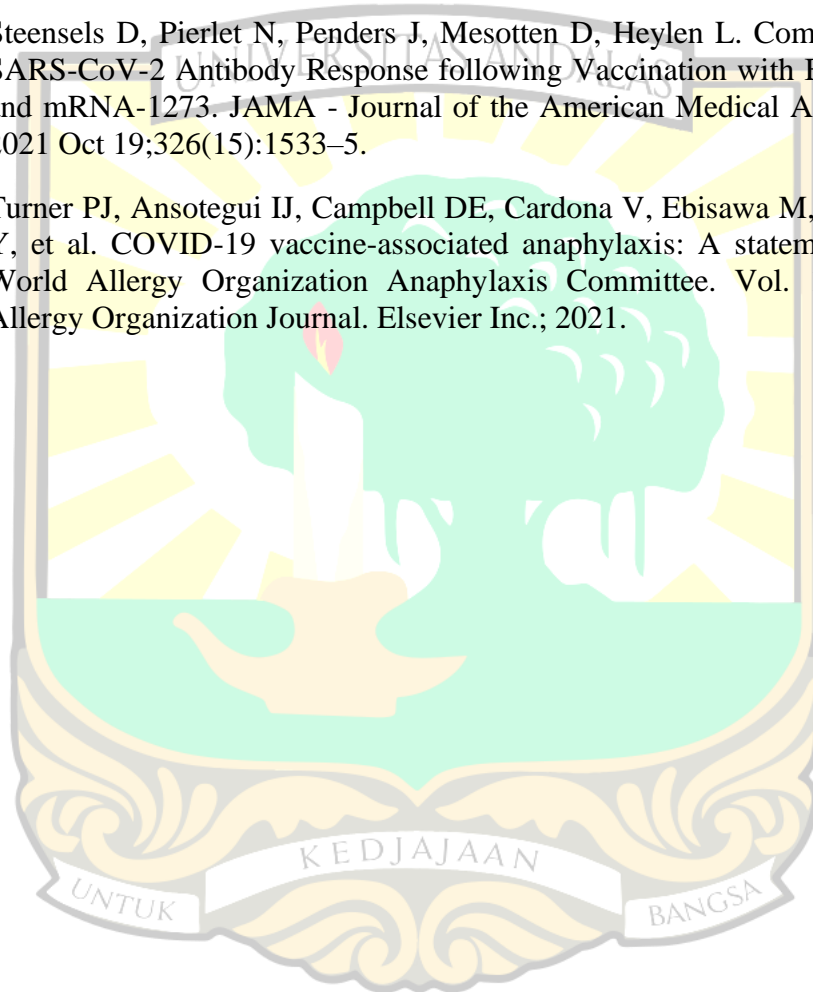 Steensels D, Pierlet N, Penders J, Mesotten D, Heylen L. Com
SARS-CoV-2 Antibody Response following Vaccination with
and mRNA-1273. JAMA - Journal of the American Medical A
2021 Oct 19;326(15):1533–5.
Turner PJ, Ansotegui IJ, Campbell DE, Cardona V, Ebisawa M,
Y, et al. COVID-19 vaccine-associated anaphylaxis: A statem
World Allergy Organization Anaphylaxis Committee. Vol.
Allergy Organization Journal. Elsevier Inc.; 2021.
UNIVERSITAS ANDALAS
UNTUK KEDJAJAAN BANGSA